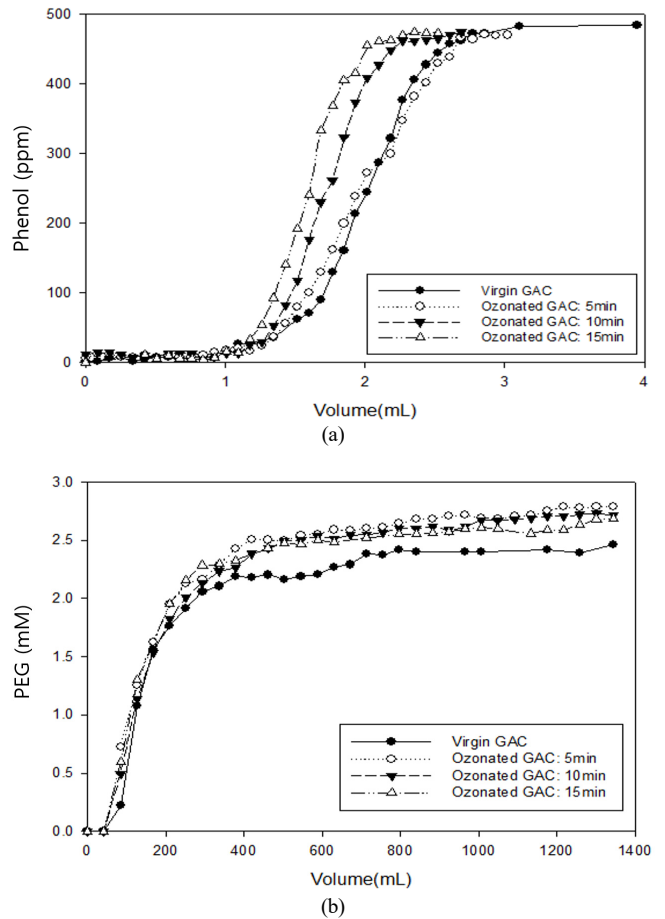 500
400
300
200
100
0
Phenol (ppm)
Virgin GAC
Ozonated GAC: 5min
Ozonated GAC: 10min
Ozonated GAC: 15min
0 1 2 3 4
Volume(mL)
(a)
3.0
2.5
2.0
1.5
1.0
0.5
0.0
PEG (mM)
Virgin GAC
Ozonated GAC: 5min
Ozonated GAC: 10min
Ozonated GAC: 15min
0 200 400 600 800 1000 1200 1400
Volume(mL)
(b)